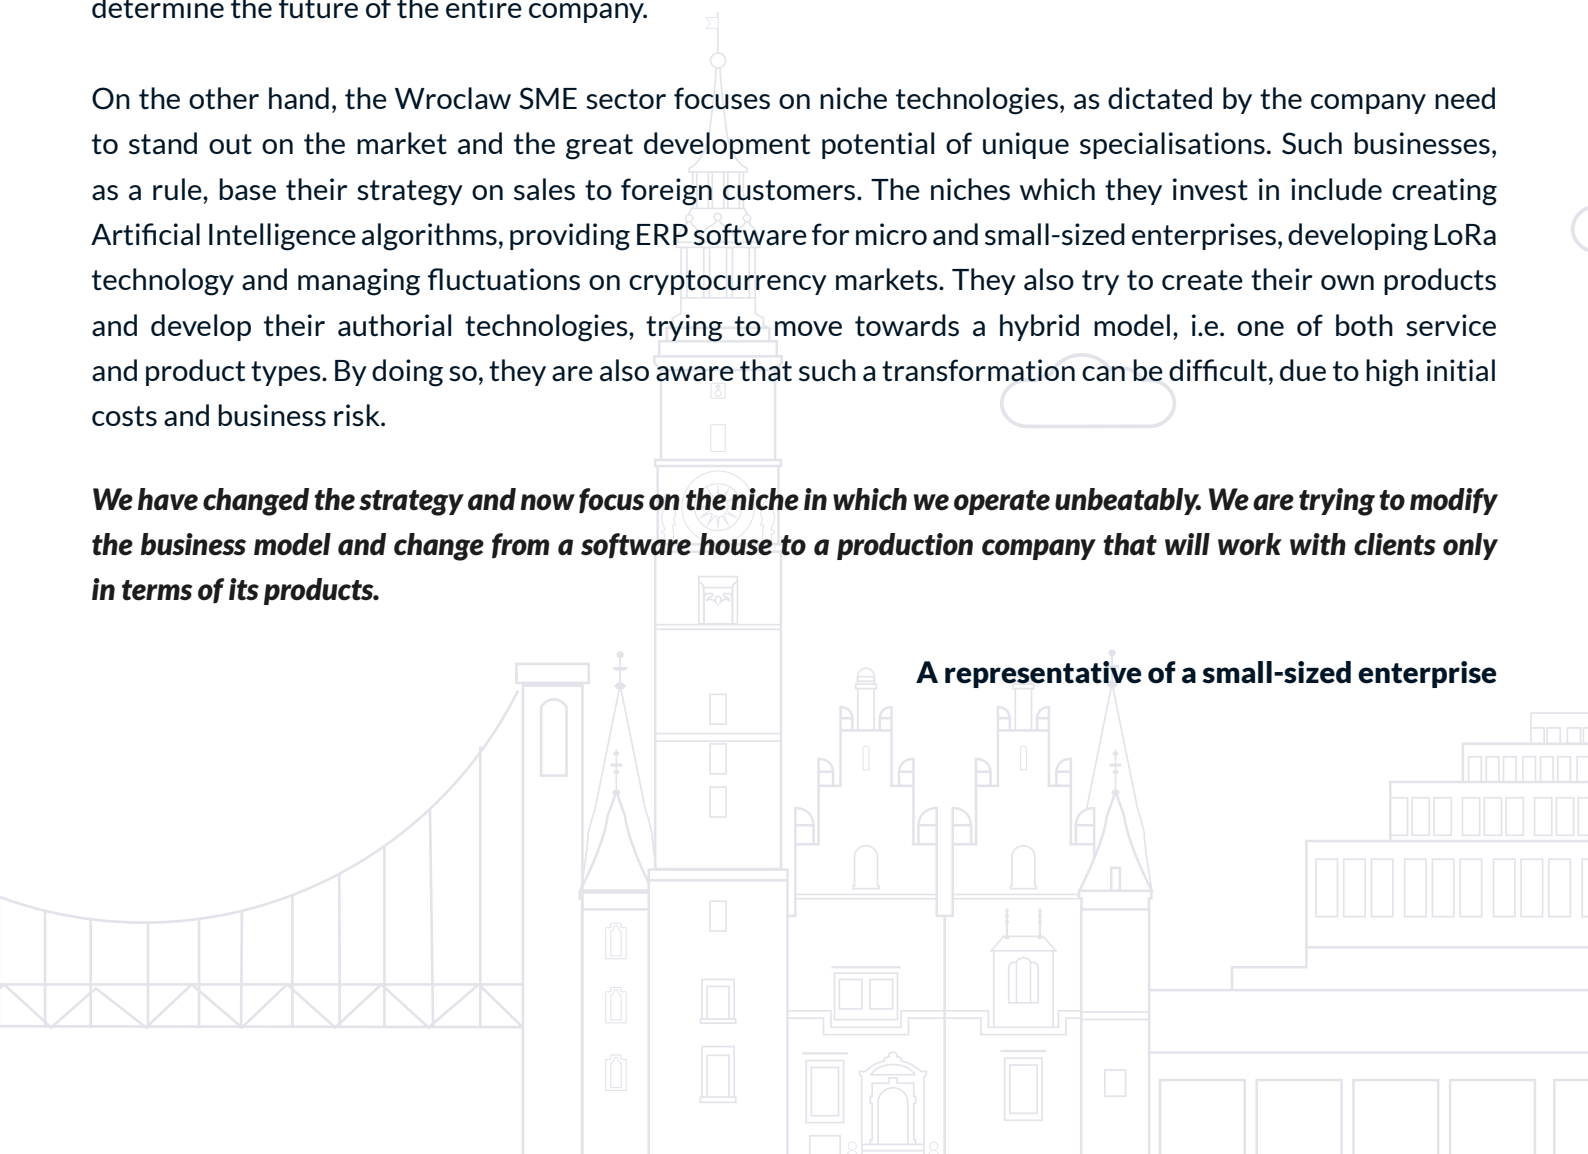 determine the future of the entire company.
On the other hand, the Wroclaw SME sector focuses on niche technologies, as dictated by the company need
to stand out on the market and the great development potential of unique specialisations. Such businesses,
as a rule, base their strategy on sales to foreign customers. The niches which they invest in include creating
Artificial Intelligence algorithms, providing ERP software for micro and small-sized enterprises, developing LoRa
technology and managing fluctuations on cryptocurrency markets. They also try to create their own products
and develop their authorial technologies, trying to move towards a hybrid model, i.e. one of both service
and product types. By doing so, they are also aware that such a transformation can be difficult, due to high initial
costs and business risk.
We have changed the strategy and now focus on the niche in which we operate unbeatably. We are trying to modify
the business model and change from a software house to a production company that will work with clients only
in terms of its products.
A representative of a small-sized enterprise